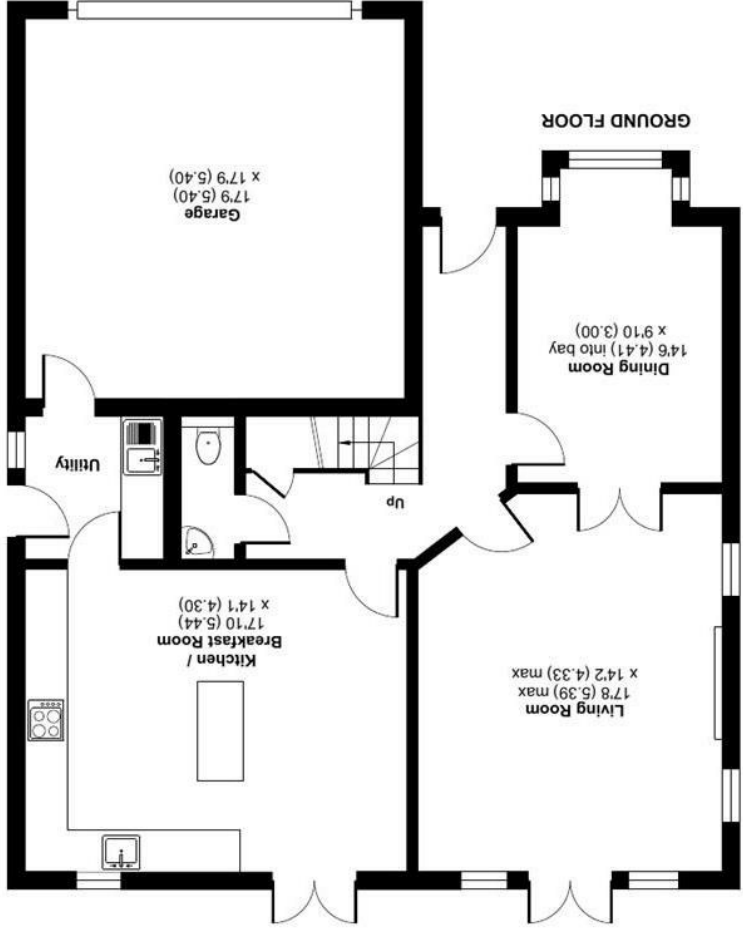 Living Room
17'8 (5.39) max
x 14'2 (4.33) max
Kitchen /
Breakfast Room
17'10 (5.44)
x 14'1 (4.30)
Up
Utility
Dining Room
14'6 (4.41) into bay
x 9'10 (3.00)
Garage
17'9 (5.40)
x 17'9 (5.40)
GROUND FLOOR